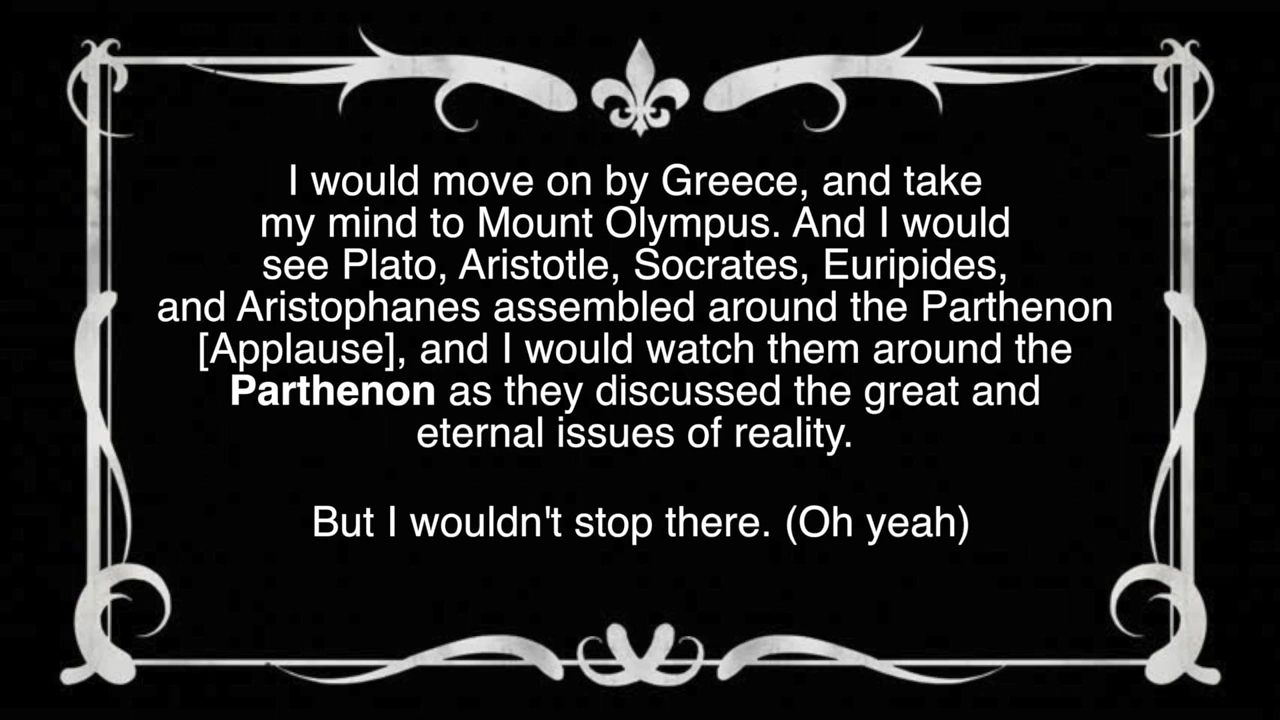 I would move on by Greece, and take
my mind to Mount Olympus. And I would
see Plato, Aristotle, Socrates, Euripides,
and Aristophanes assembled around the Parthenon
[Applause], and I would watch them around the
Parthenon as they discussed the great and
eternal issues of reality.
But I wouldn't stop there. (Oh yeah)